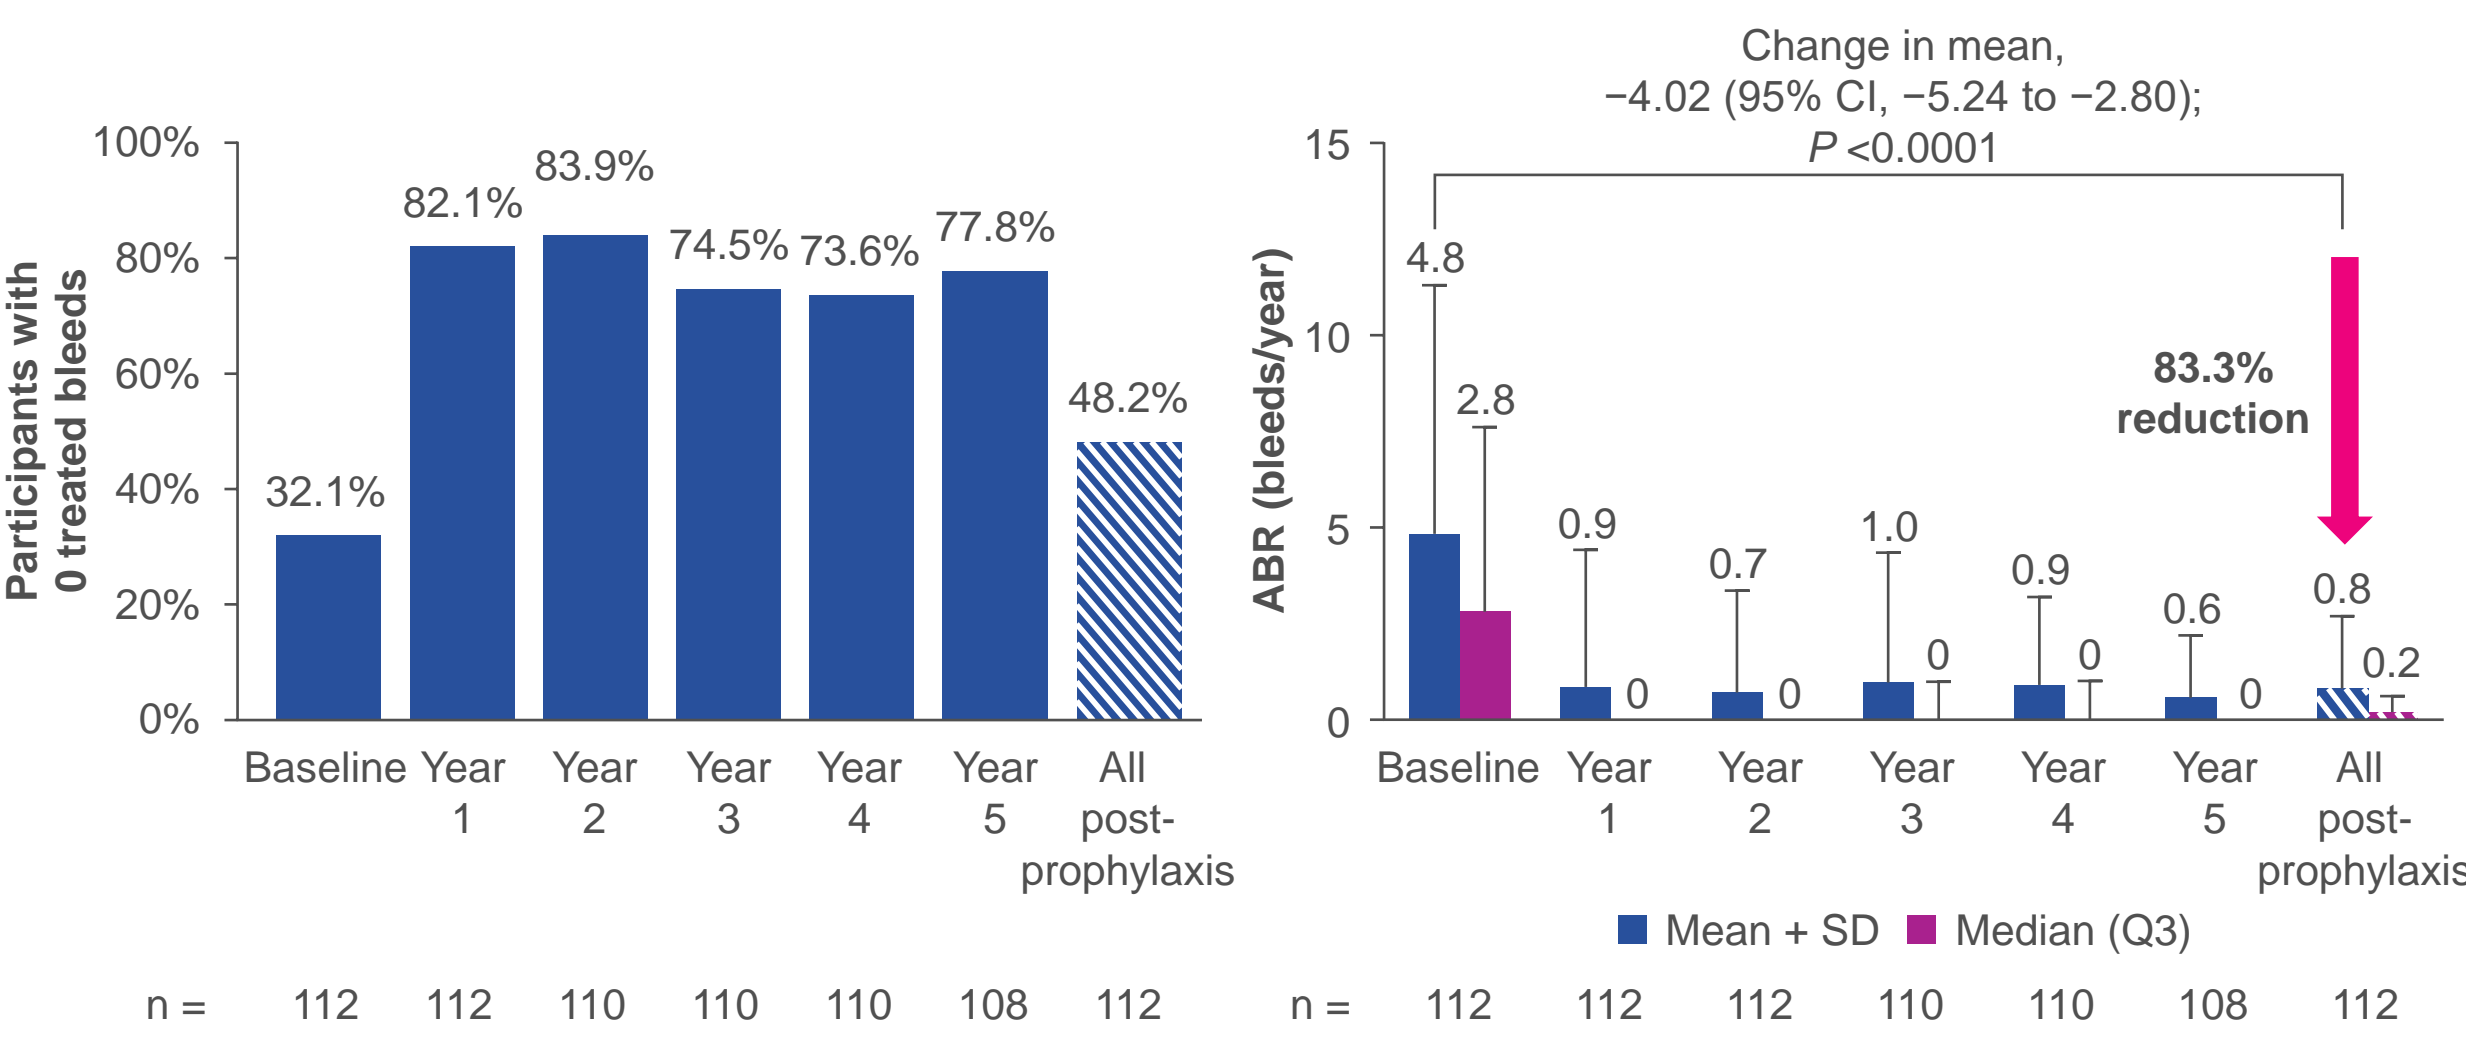 Participants with
0 treated bleeds
100%
80%
60%
40%
20%
0%
32.1%
82.1%
83.9%
74.5%
73.6%
77.8%
48.2%
Baseline
Year
1
Year
2
Year
3
Year
4
Year
5
All
post-
prophylaxis
n = 112 112 110 110 110 108 112
Change in mean,
−4.02 (95% CI, −5.24 to −2.80);
P <0.0001
ABR (bleeds/year)
15
10
5
0
4.8
2.8
0.9
0
0.7
0
1.0
0
0.9
0
0.6
0
0.8
0.2
83.3%
reduction
Baseline
Year
1
Year
2
Year
3
Year
4
Year
5
All
post-
prophylaxis
Mean + SD
Median (Q3)
n = 112 112 112 110 110 108 112